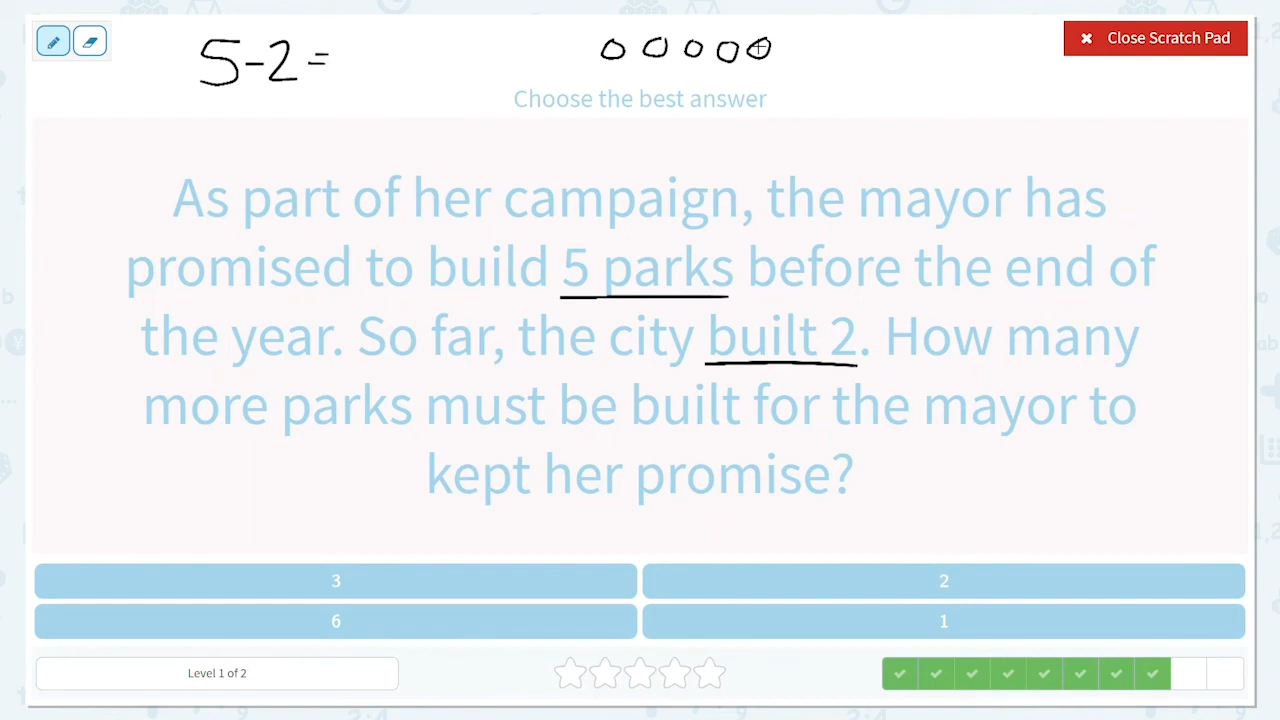 5-2=
✖ Close Scratch Pad
Choose the best answer
As part of her campaign, the mayor has
promised to build 5 parks before the end of
the year. So far, the city built 2. How many
more parks must be built for the mayor to
kept her promise?
3
2
6
1
Level 1 of 2